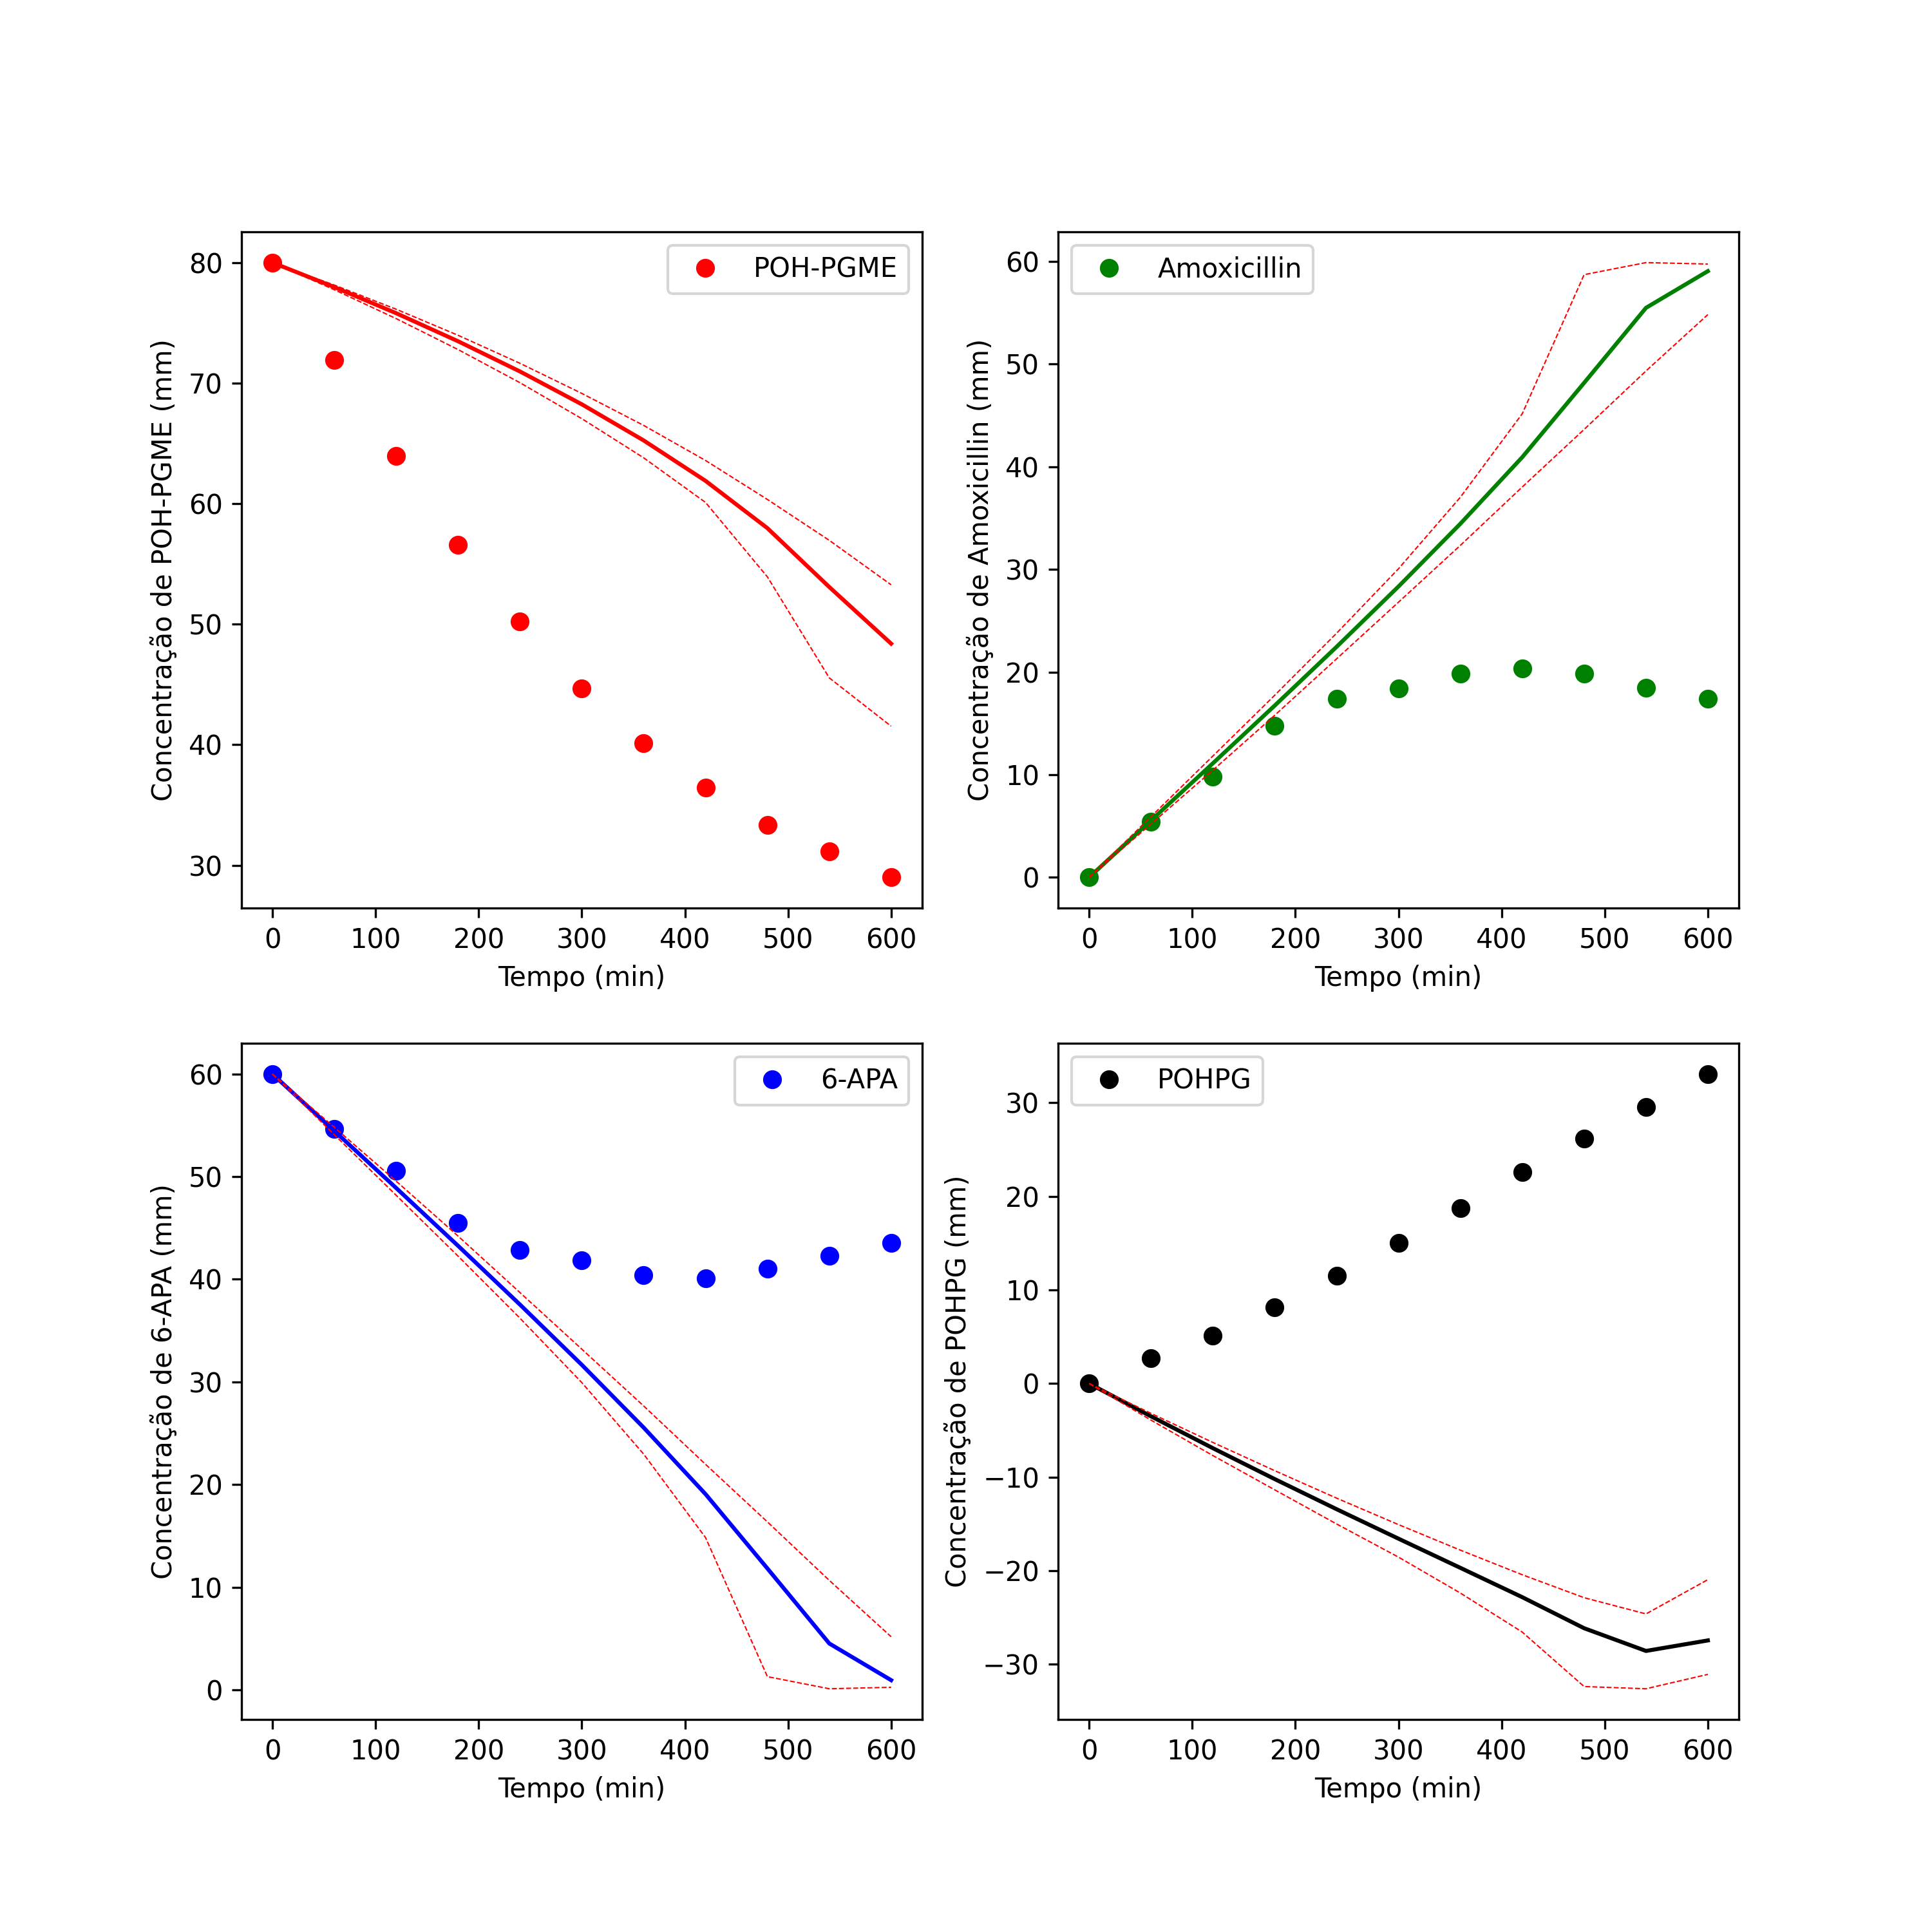 POH-PGME
Concentração de POH-PGME (mm)
80
70
60
50
40
30
0 100 200 300 400 500 600
Tempo (min)
Amoxicillin
Concentração de Amoxicillin (mm)
60
50
40
30
20
10
0
0 100 200 300 400 500 600
Tempo (min)
6-APA
Concentração de 6-APA (mm)
60
50
40
30
20
10
0
0 100 200 300 400 500 600
Tempo (min)
POHPG
Concentração de POHPG (mm)
30
20
10
0
−10
−20
−30
0 100 200 300 400 500 600
Tempo (min)